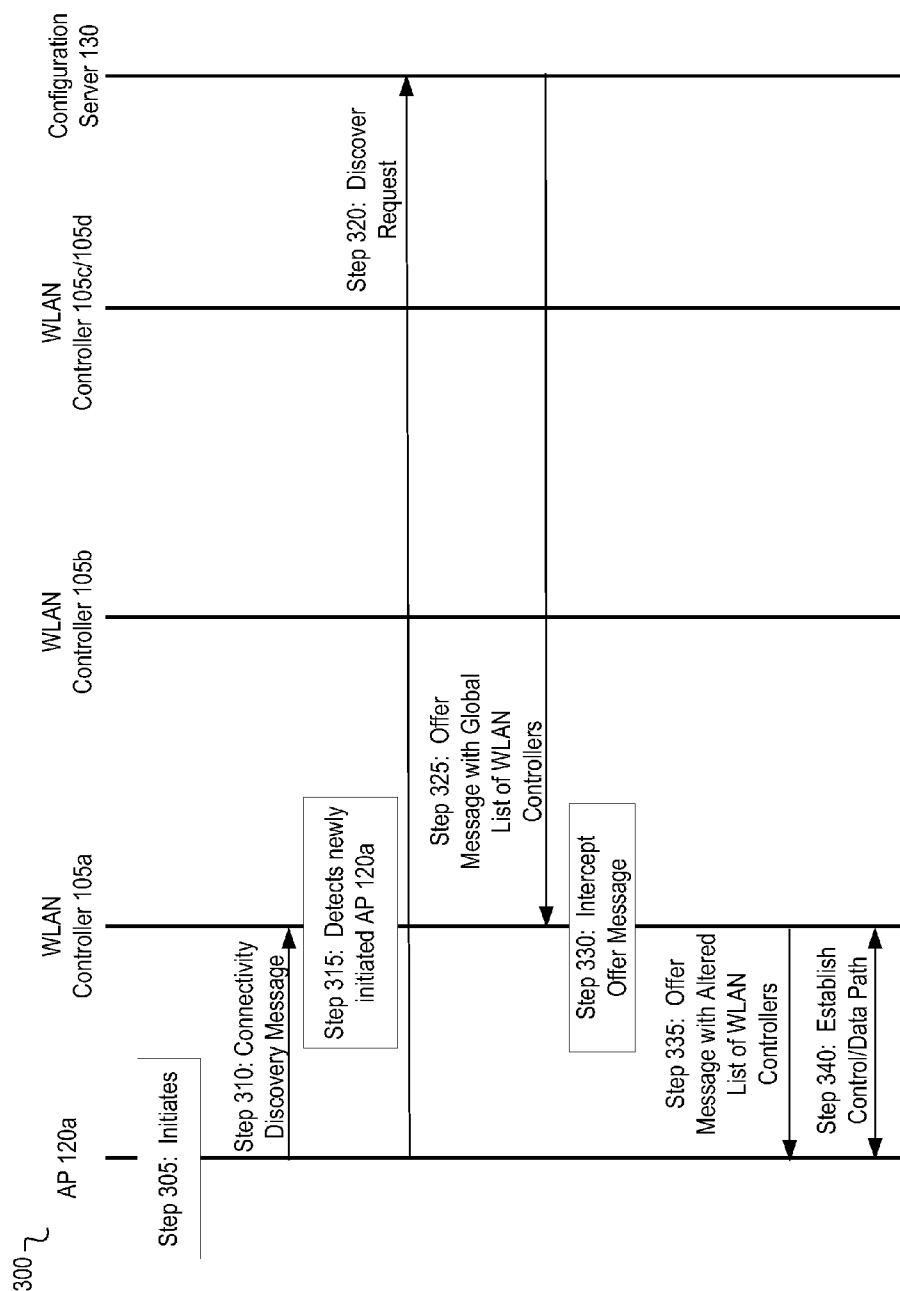 300
AP 120a
WLAN
Controller 105a
WLAN
Controller 105b
WLAN
Controller 105c/105d
Configuration
Server 130
Step 305: Initiates
Step 310: Connectivity
Discovery Message
Step 315: Detects newly
initiated AP 120a
Step 320: Discover
Request
Step 325: Offer
Message with Global
List of WLAN
Controllers
Step 330: Intercept
Offer Message
Step 335: Offer
Message with Altered
List of WLAN
Controllers
Step 340: Establish
Control/Data Path